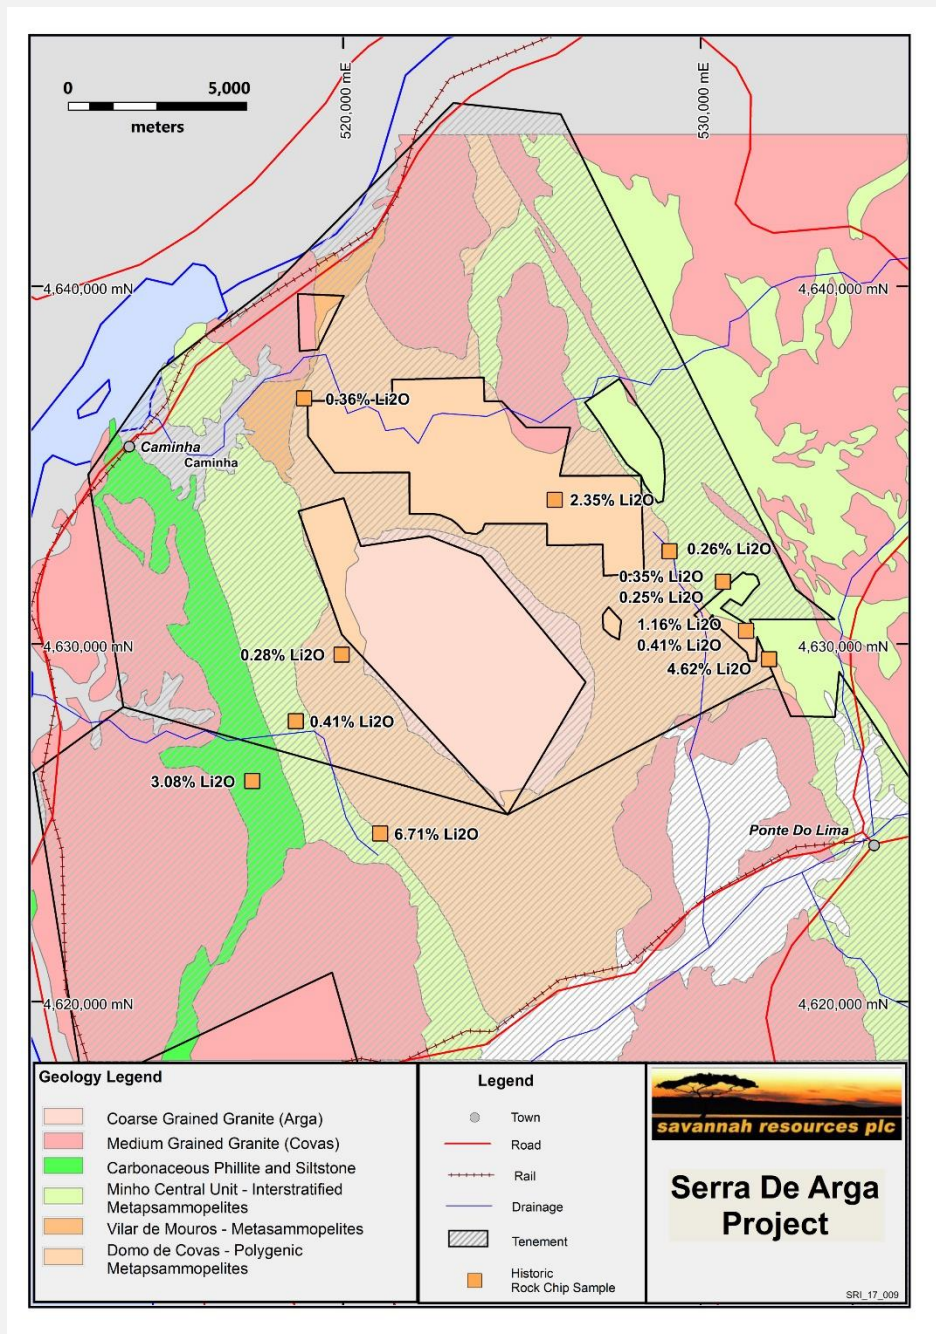 0 5,000
meters
520,000 mE
530,000 mE
4,640,000 mN
4,640,000 mN
0.36% Li2O
Caminha
Caminha
2.35% Li2O
0.26% Li2O
0.35% Li2O
0.25% Li2O
1.16% Li2O
4,630,000 mN
0.41% Li2O
4,630,000 mN
0.28% Li2O
4.62% Li2O
0.41% Li2O
3.08% Li2O
6.71% Li2O
Ponte Do Lima
4,620,000 mN
4,620,000 mN
Geology Legend
Coarse Grained Granite (Arga)
Medium Grained Granite (Covas)
Carbonaceous Phillite and Siltstone
Minho Central Unit - Interstratified
Metapsammopelites
Vilar de Mouros - Metasammopelites
Domo de Covas - Polygenic
Metapsammopelites
Legend
Town
Road
Rail
Drainage
Tenement
Historic
Rock Chip Sample
savannah resources plc
Serra De Arga
Project
SRI_17_009